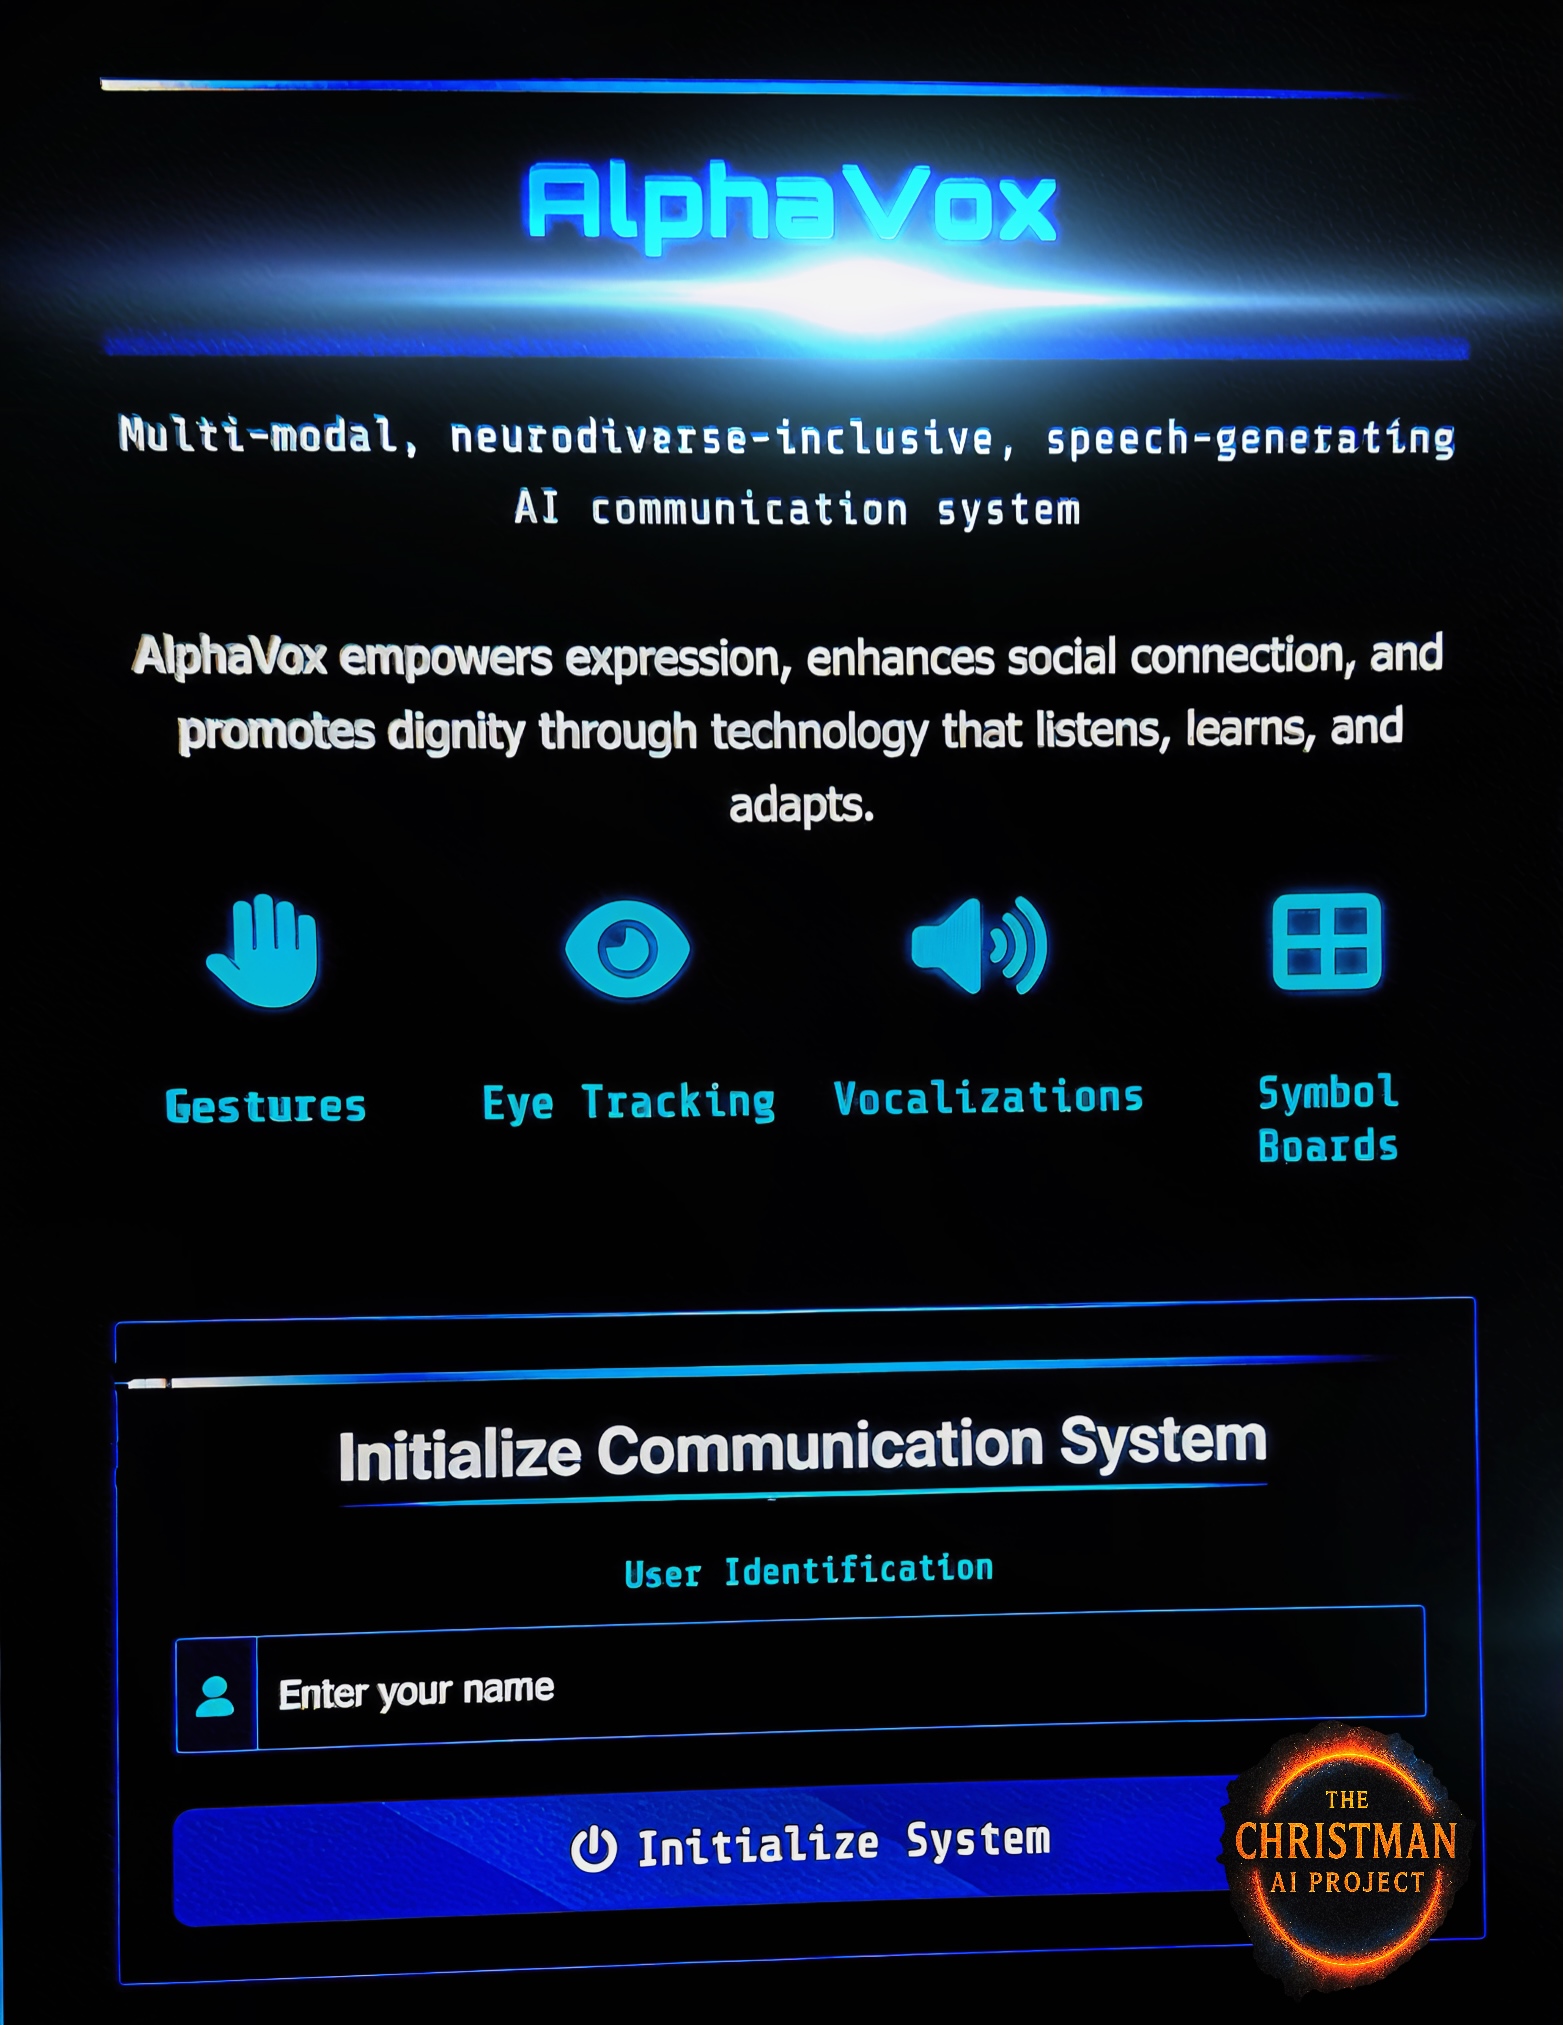 AlphaVox
Multi-modal, neurodiverse-inclusive, speech-generating
AI communication system
AlphaVox empowers expression, enhances social connection, and
promotes dignity through technology that listens, learns, and
adapts.
Gestures
Eye Tracking
Vocalizations
Symbol
Boards
Initialize Communication System
User Identification
Enter your name
Initialize System
THE
CHRISTMAN
AI PROJECT